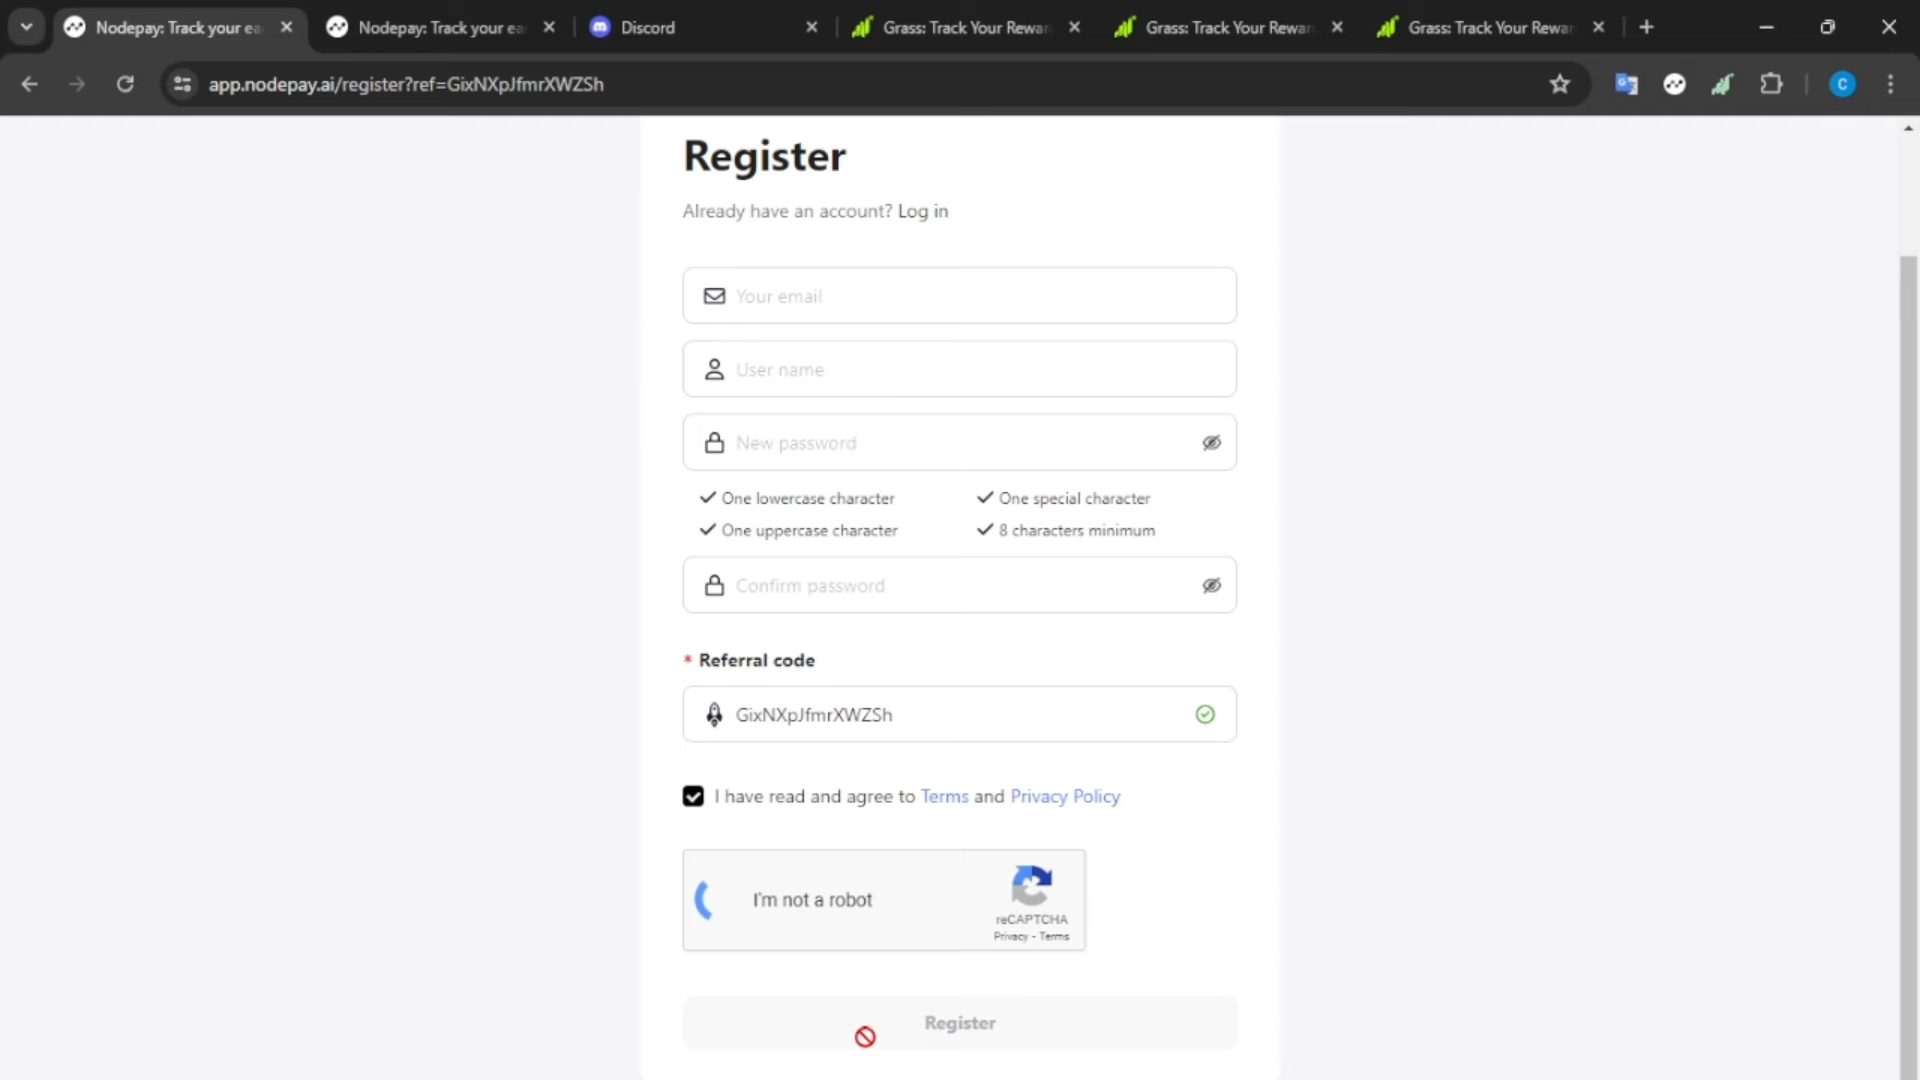 Nodepay: Track your ea
Nodepay: Track your ea
Discord
Grass: Track Your Rewar
Grass: Track Your Rewar
Grass: Track Your Rewar
app.nodepay.ai/register?ref=GixNXpJfmrXWZSh
C
Register
Already have an account? Log in
Your email
User name
New password
One lowercase character
One special character
One uppercase character
8 characters minimum
Confirm password
* Referral code
GixNXpJfmrXWZSh
I have read and agree to Terms and Privacy Policy
I'm not a robot
reCAPTCHA
Privacy - Terms
Register